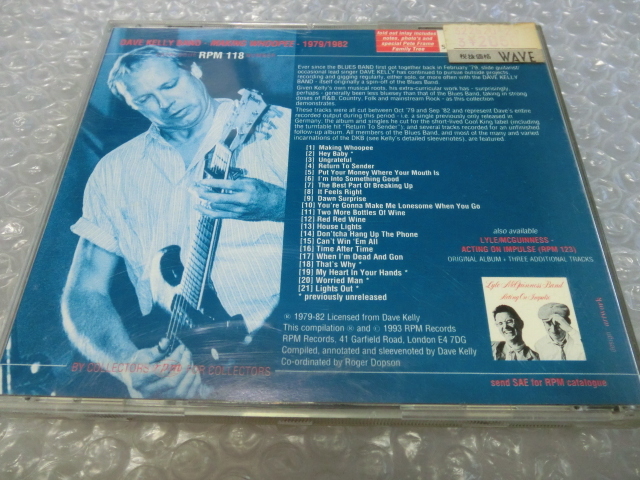 DAVE KELLY BAND - MAKING WHOOPEE - 1979/1982
RPM 118
fold out inlay includes
notes, photo's and
special Pete Frame
Family Tree
税抜価格
WAVE
Ever since the BLUES BAND first got together back in February '79, slide guitarist/
occasional lead singer DAVE KELLY has continued to pursue outside projects,
recording and gigging regularly, either solo, or more often with the DAVE KELLY
BAND - itself originally a spin-off of the Blues Band.
Given Kelly's own musical roots, his extra-curricular work has - surprisingly,
perhaps - generally been less bluesey than that of the Blues Band, taking in strong
doses of R&B, Country, Folk and mainstream Rock - as this collection
demonstrates.
These tracks were all cut between Oct '79 and Sep '82 and represent Dave's entire
recorded output during this period - i.e. a single previously only released in
Germany, the album and singles he cut for the short-lived Cool King label (including
the turntable hit "Return To Sender"), and several tracks recorded for an unfinished
follow-up album. All members of the Blues Band, and most of the many and varied
incarnations of the DKB (see Kelly's detailed sleevenotes), are featured.
[1] Making Whoopee
[2] Hey Baby *
[3] Ungrateful
[4] Return To Sender
[5] Put Your Money Where Your Mouth Is
[6] I'm Into Something Good
[7] The Best Part Of Breaking Up
[8] It Feels Right
[9] Dawn Surprise
[10] You're Gonna Make Me Lonesome When You Go
[11] Two More Bottles Of Wine
[12] Red Red Wine
[13] House Lights
[14] Don'tcha Hang Up The Phone
[15] Can't Win 'Em All
[16] Time After Time
[17] When I'm Dead And Gon
[18] That's Why *
[19] My Heart In Your Hands *
[20] Worried Man *
[21] Lights Out *
* previously unreleased
℗ 1979-82 Licensed from Dave Kelly
This compilation ℗ and © 1993 RPM Records
RPM Records, 41 Garfield Road, London E4 7DG
Compiled, annotated and sleevenoted by Dave Kelly
Co-ordinated by Roger Dopson
also available
LYLE/McGUINNESS -
ACTING ON IMPULSE (RPM 123)
ORIGINAL ALBUM + THREE ADDITIONAL TRACKS
Lyle McGuinness Band
Acting On Impulse
artwork
send SAE for RPM catalogue
BY COLLECTORS FOR COLLECTORS